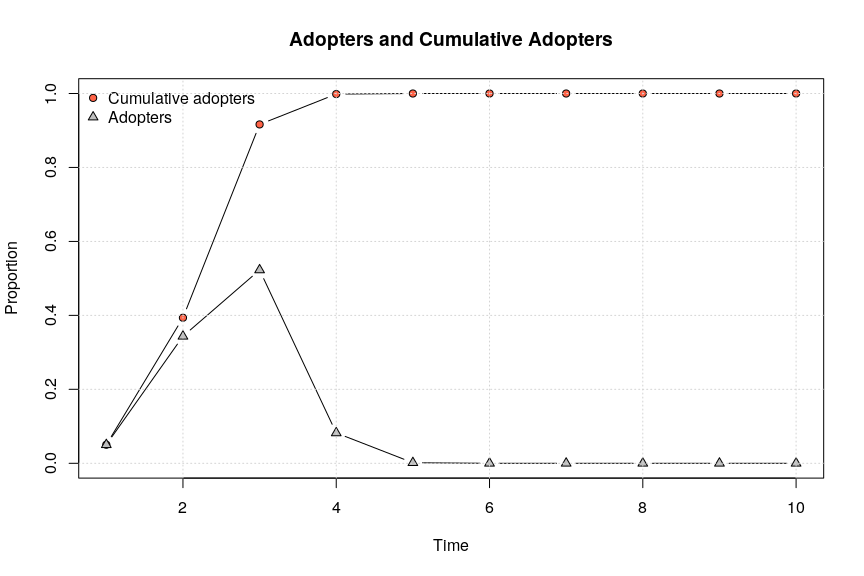 Adopters and Cumulative Adopters
Cumulative adopters
Adopters
Proportion
1.0
0.8
0.6
0.4
0.2
0.0
2 4 6 8 10
Time